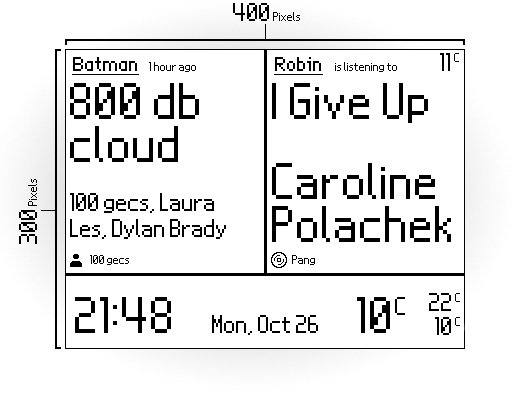 400 Pixels
300 Pixels
Batman 1 hour ago
800 db
cloud
100 gecs, Laura
Les, Dylan Brady
100 gecs
Robin is listening to 11c
I Give Up
Caroline
Polachek
Pang
21:48 Mon, Oct 26 10c
22c
10c